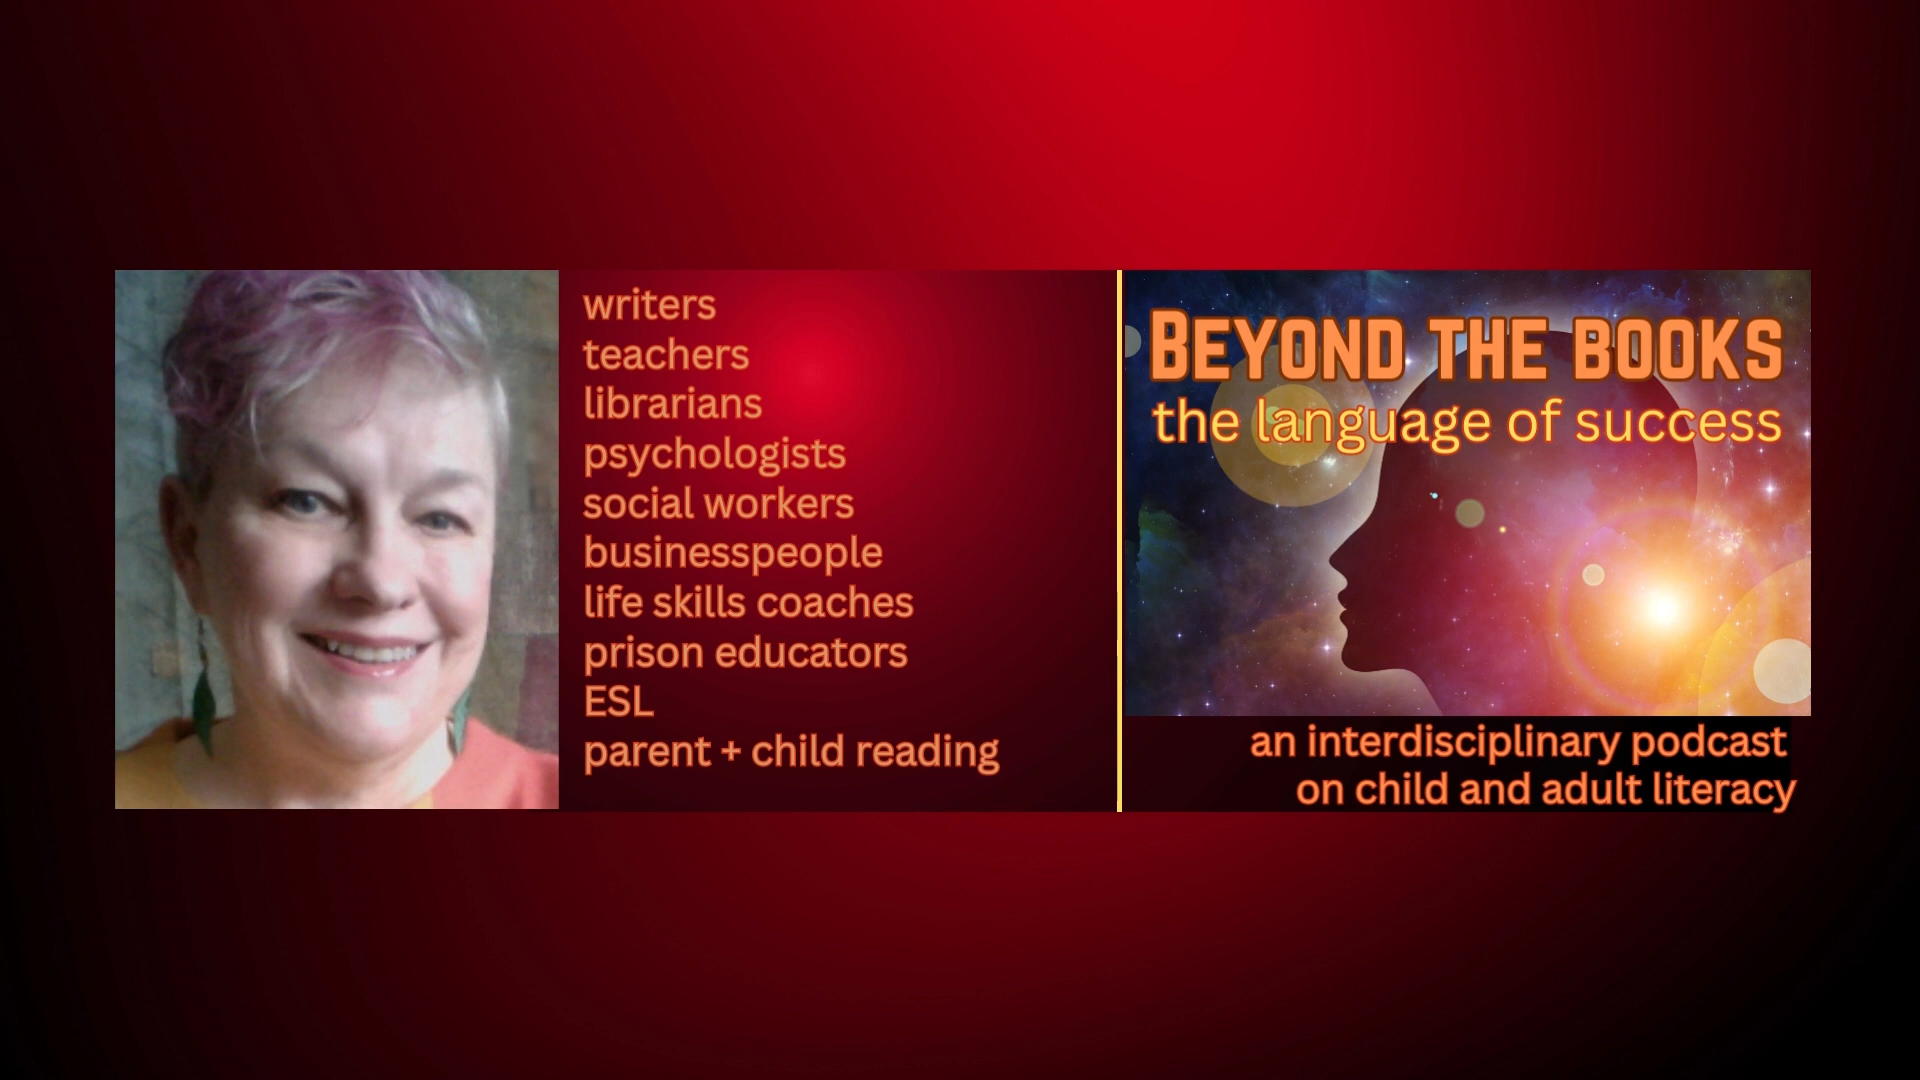 writers
teachers
librarians
psychologists
social workers
businesspeople
life skills coaches
prison educators
ESL
parent + child reading
BEYOND THE BOOKS
the language of success
an interdisciplinary podcast
on child and adult literacy